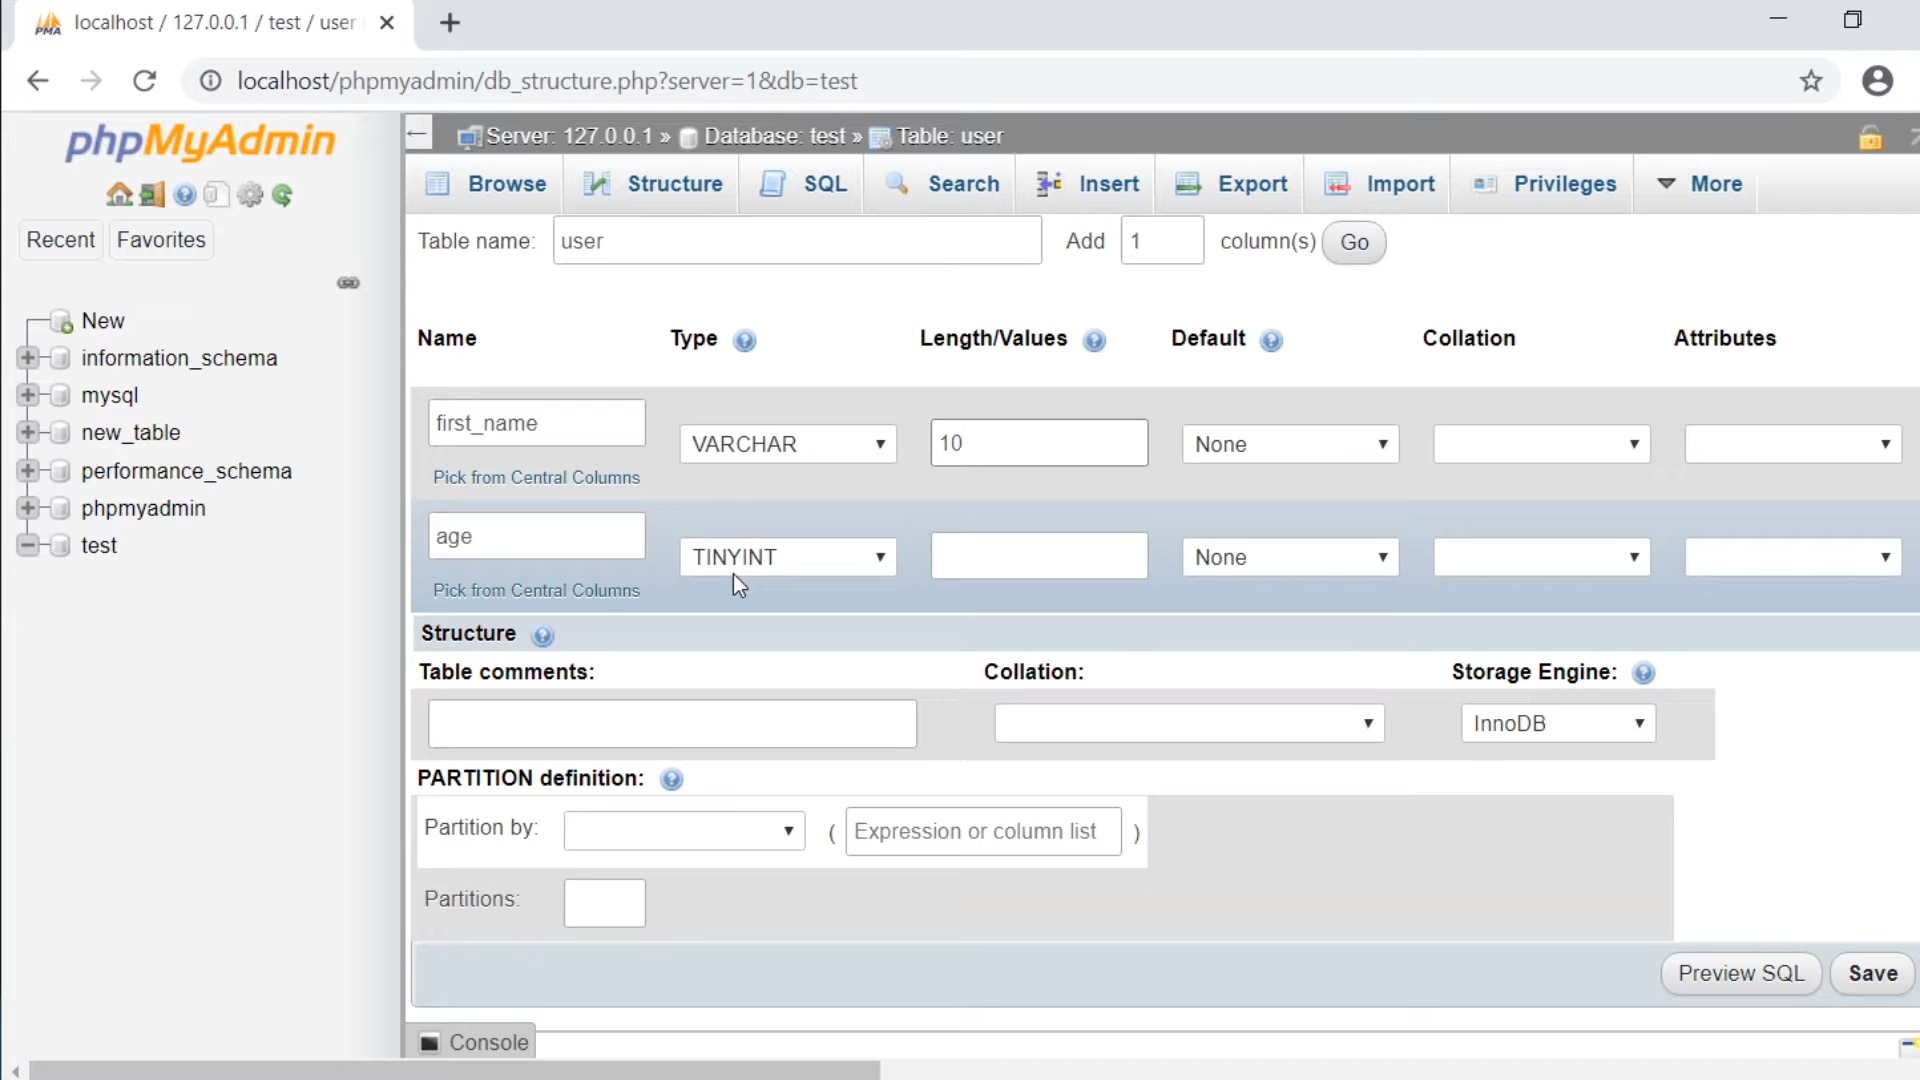 localhost / 127.0.0.1 / test / user
localhost/phpmyadmin/db_structure.php?server=1&db=test
phpMyAdmin
Recent
Favorites
New
information_schema
mysql
new_table
performance_schema
phpmyadmin
test
Server: 127.0.0.1 » Database: test » Table: user
Browse Structure SQL Search Insert Export Import Privileges More
Table name: user Add 1 column(s) Go
Name Type Length/Values Default Collation Attributes
first_name VARCHAR 10 None
Pick from Central Columns
age TINYINT None
Pick from Central Columns
Structure
Table comments: Collation: Storage Engine:
InnoDB
PARTITION definition:
Partition by: ( Expression or column list )
Partitions:
Preview SQL Save
Console